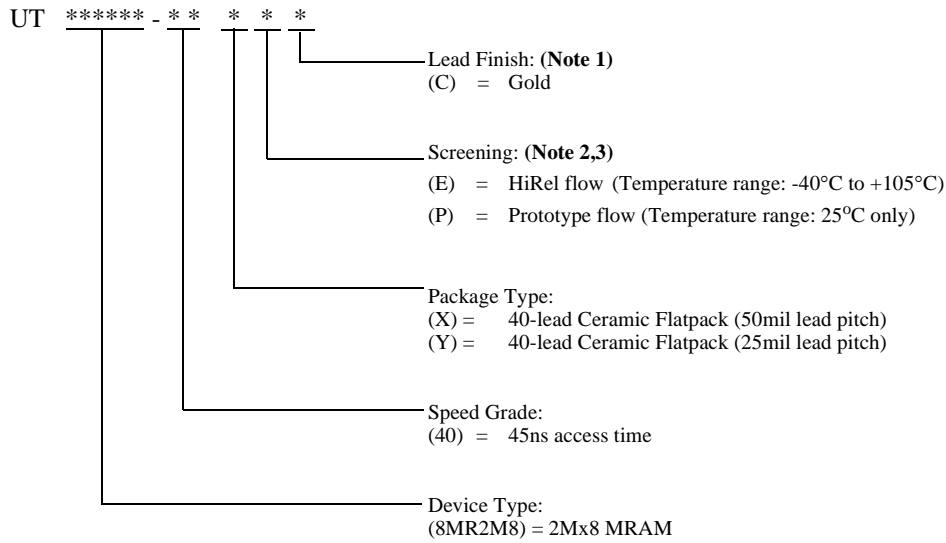 UT ****** - * * * * *
Lead Finish: (Note 1)
(C) = Gold
Screening: (Note 2,3)
(E) = HiRel flow (Temperature range: -40°C to +105°C)
(P) = Prototype flow (Temperature range: 25°C only)
Package Type:
(X) = 40-lead Ceramic Flatpack (50mil lead pitch)
(Y) = 40-lead Ceramic Flatpack (25mil lead pitch)
Speed Grade:
(40) = 45ns access time
Device Type:
(8MR2M8) = 2Mx8 MRAM